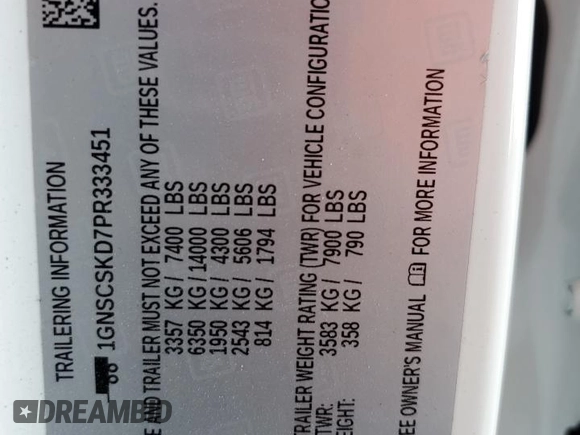 TRAILERING INFORMATION
1GNSCSKD7PR333451
E AND TRAILER MUST NOT EXCEED ANY OF THESE VALUES.
3357 KG / 7400 LBS
6350 KG / 14000 LBS
1950 KG / 4300 LBS
2543 KG / 5606 LBS
814 KG / 1794 LBS
TRAILER WEIGHT RATING (TWR) FOR VEHICLE CONFIGURATION
TWR: 3583 KG / 7900 LBS
EIGHT: 358 KG / 790 LBS
EE OWNER'S MANUAL FOR MORE INFORMATION
DREAMBID